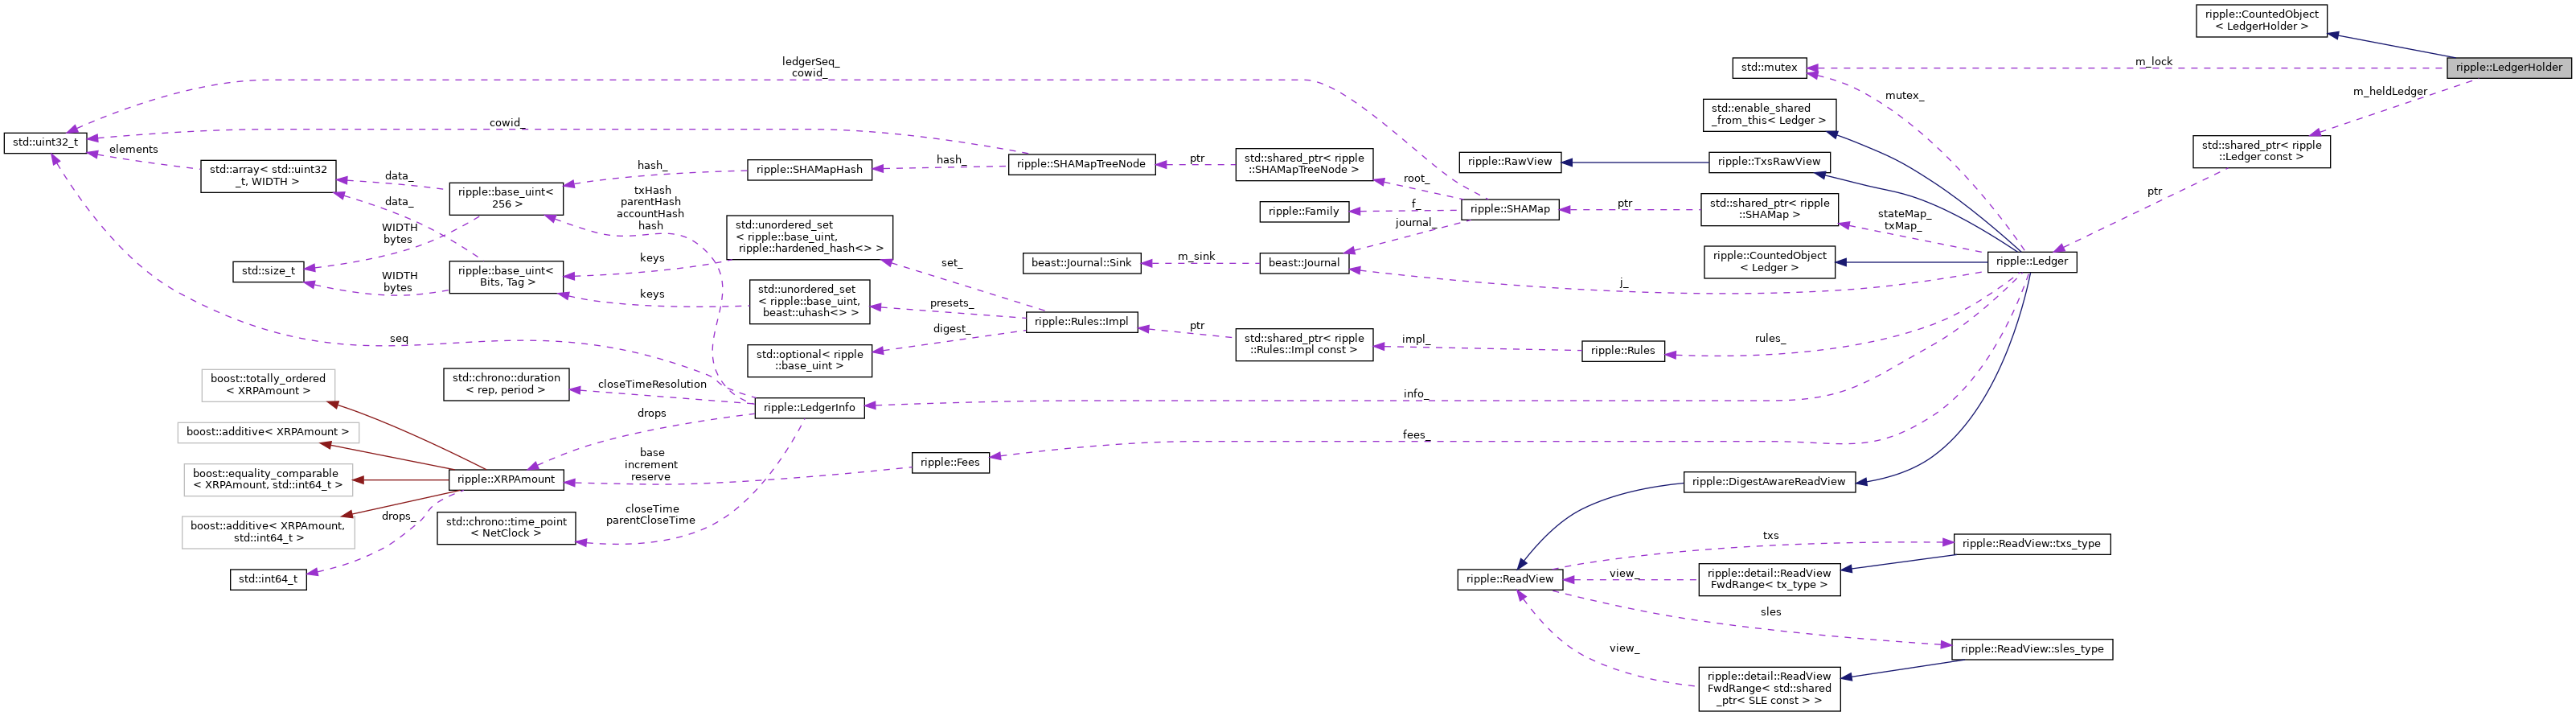 ripple::CountedObject
< LedgerHolder >
ripple::LedgerHolder
m_lock
m_heldLedger
std::mutex
mutex_
std::enable_shared
_from_this< Ledger >
std::shared_ptr< ripple
::Ledger const >
ptr
ripple::RawView
ripple::TxsRawView
std::shared_ptr< ripple
::SHAMap >
stateMap_
txMap_
ptr
ripple::SHAMap
ripple::CountedObject
< Ledger >
ripple::Ledger
ledgerSeq_
cowid_
cowid_
std::uint32_t
elements
std::array< std::uint32
_t, WIDTH >
data_
data_
ripple::base_uint<
256 >
hash_
ripple::SHAMapHash
hash_
ripple::SHAMapTreeNode
ptr
std::shared_ptr< ripple
::SHAMapTreeNode >
root_
f_
ripple::Family
journal_
beast::Journal
m_sink
beast::Journal::Sink
j_
txHash
parentHash
accountHash
hash
WIDTH
bytes
std::size_t
WIDTH
bytes
ripple::base_uint<
Bits, Tag >
std::unordered_set
< ripple::base_uint,
ripple::hardened_hash<> >
keys
keys
std::unordered_set
< ripple::base_uint,
beast::uhash<> >
set_
presets_
digest_
std::optional< ripple
::base_uint >
ripple::Rules::Impl
ptr
std::shared_ptr< ripple
::Rules::Impl const >
impl_
ripple::Rules
rules_
seq
std::chrono::duration
< rep, period >
closeTimeResolution
ripple::LedgerInfo
info_
drops
boost::totally_ordered
< XRPAmount >
boost::additive< XRPAmount >
boost::equality_comparable
< XRPAmount, std::int64_t >
boost::additive< XRPAmount,
std::int64_t >
ripple::XRPAmount
base
increment
reserve
ripple::Fees
fees_
drops_
std::int64_t
std::chrono::time_point
< NetClock >
closeTime
parentCloseTime
ripple::DigestAwareReadView
ripple::ReadView
txs
ripple::ReadView::txs_type
view_
ripple::detail::ReadView
FwdRange< tx_type >
sles
ripple::ReadView::sles_type
view_
ripple::detail::ReadView
FwdRange< std::shared
_ptr< SLE const > >